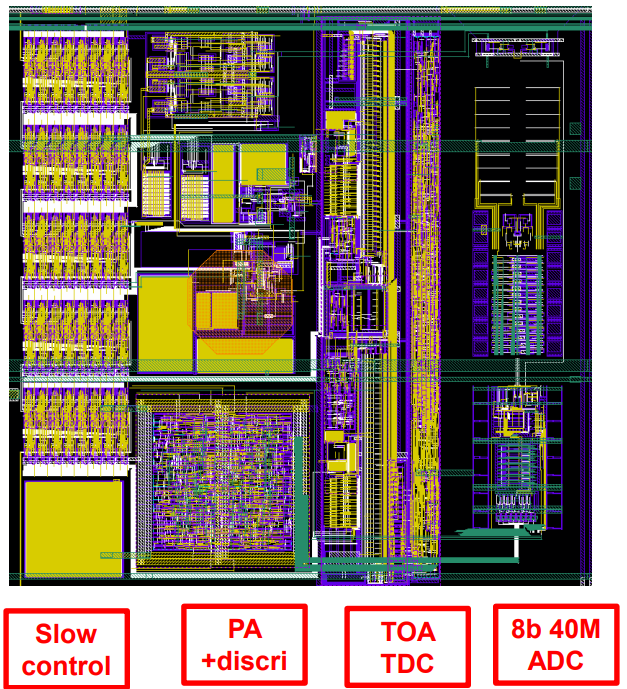 Slow
control
PA
+discri
TOA
TDC
8b 40M
ADC